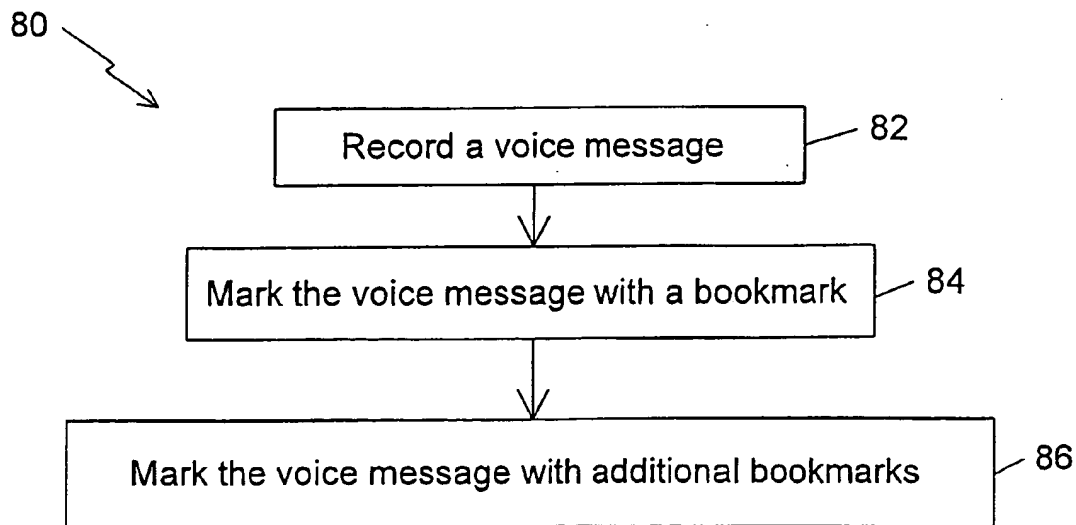 80
Record a voice message
82
Mark the voice message with a bookmark
84
Mark the voice message with additional bookmarks
86